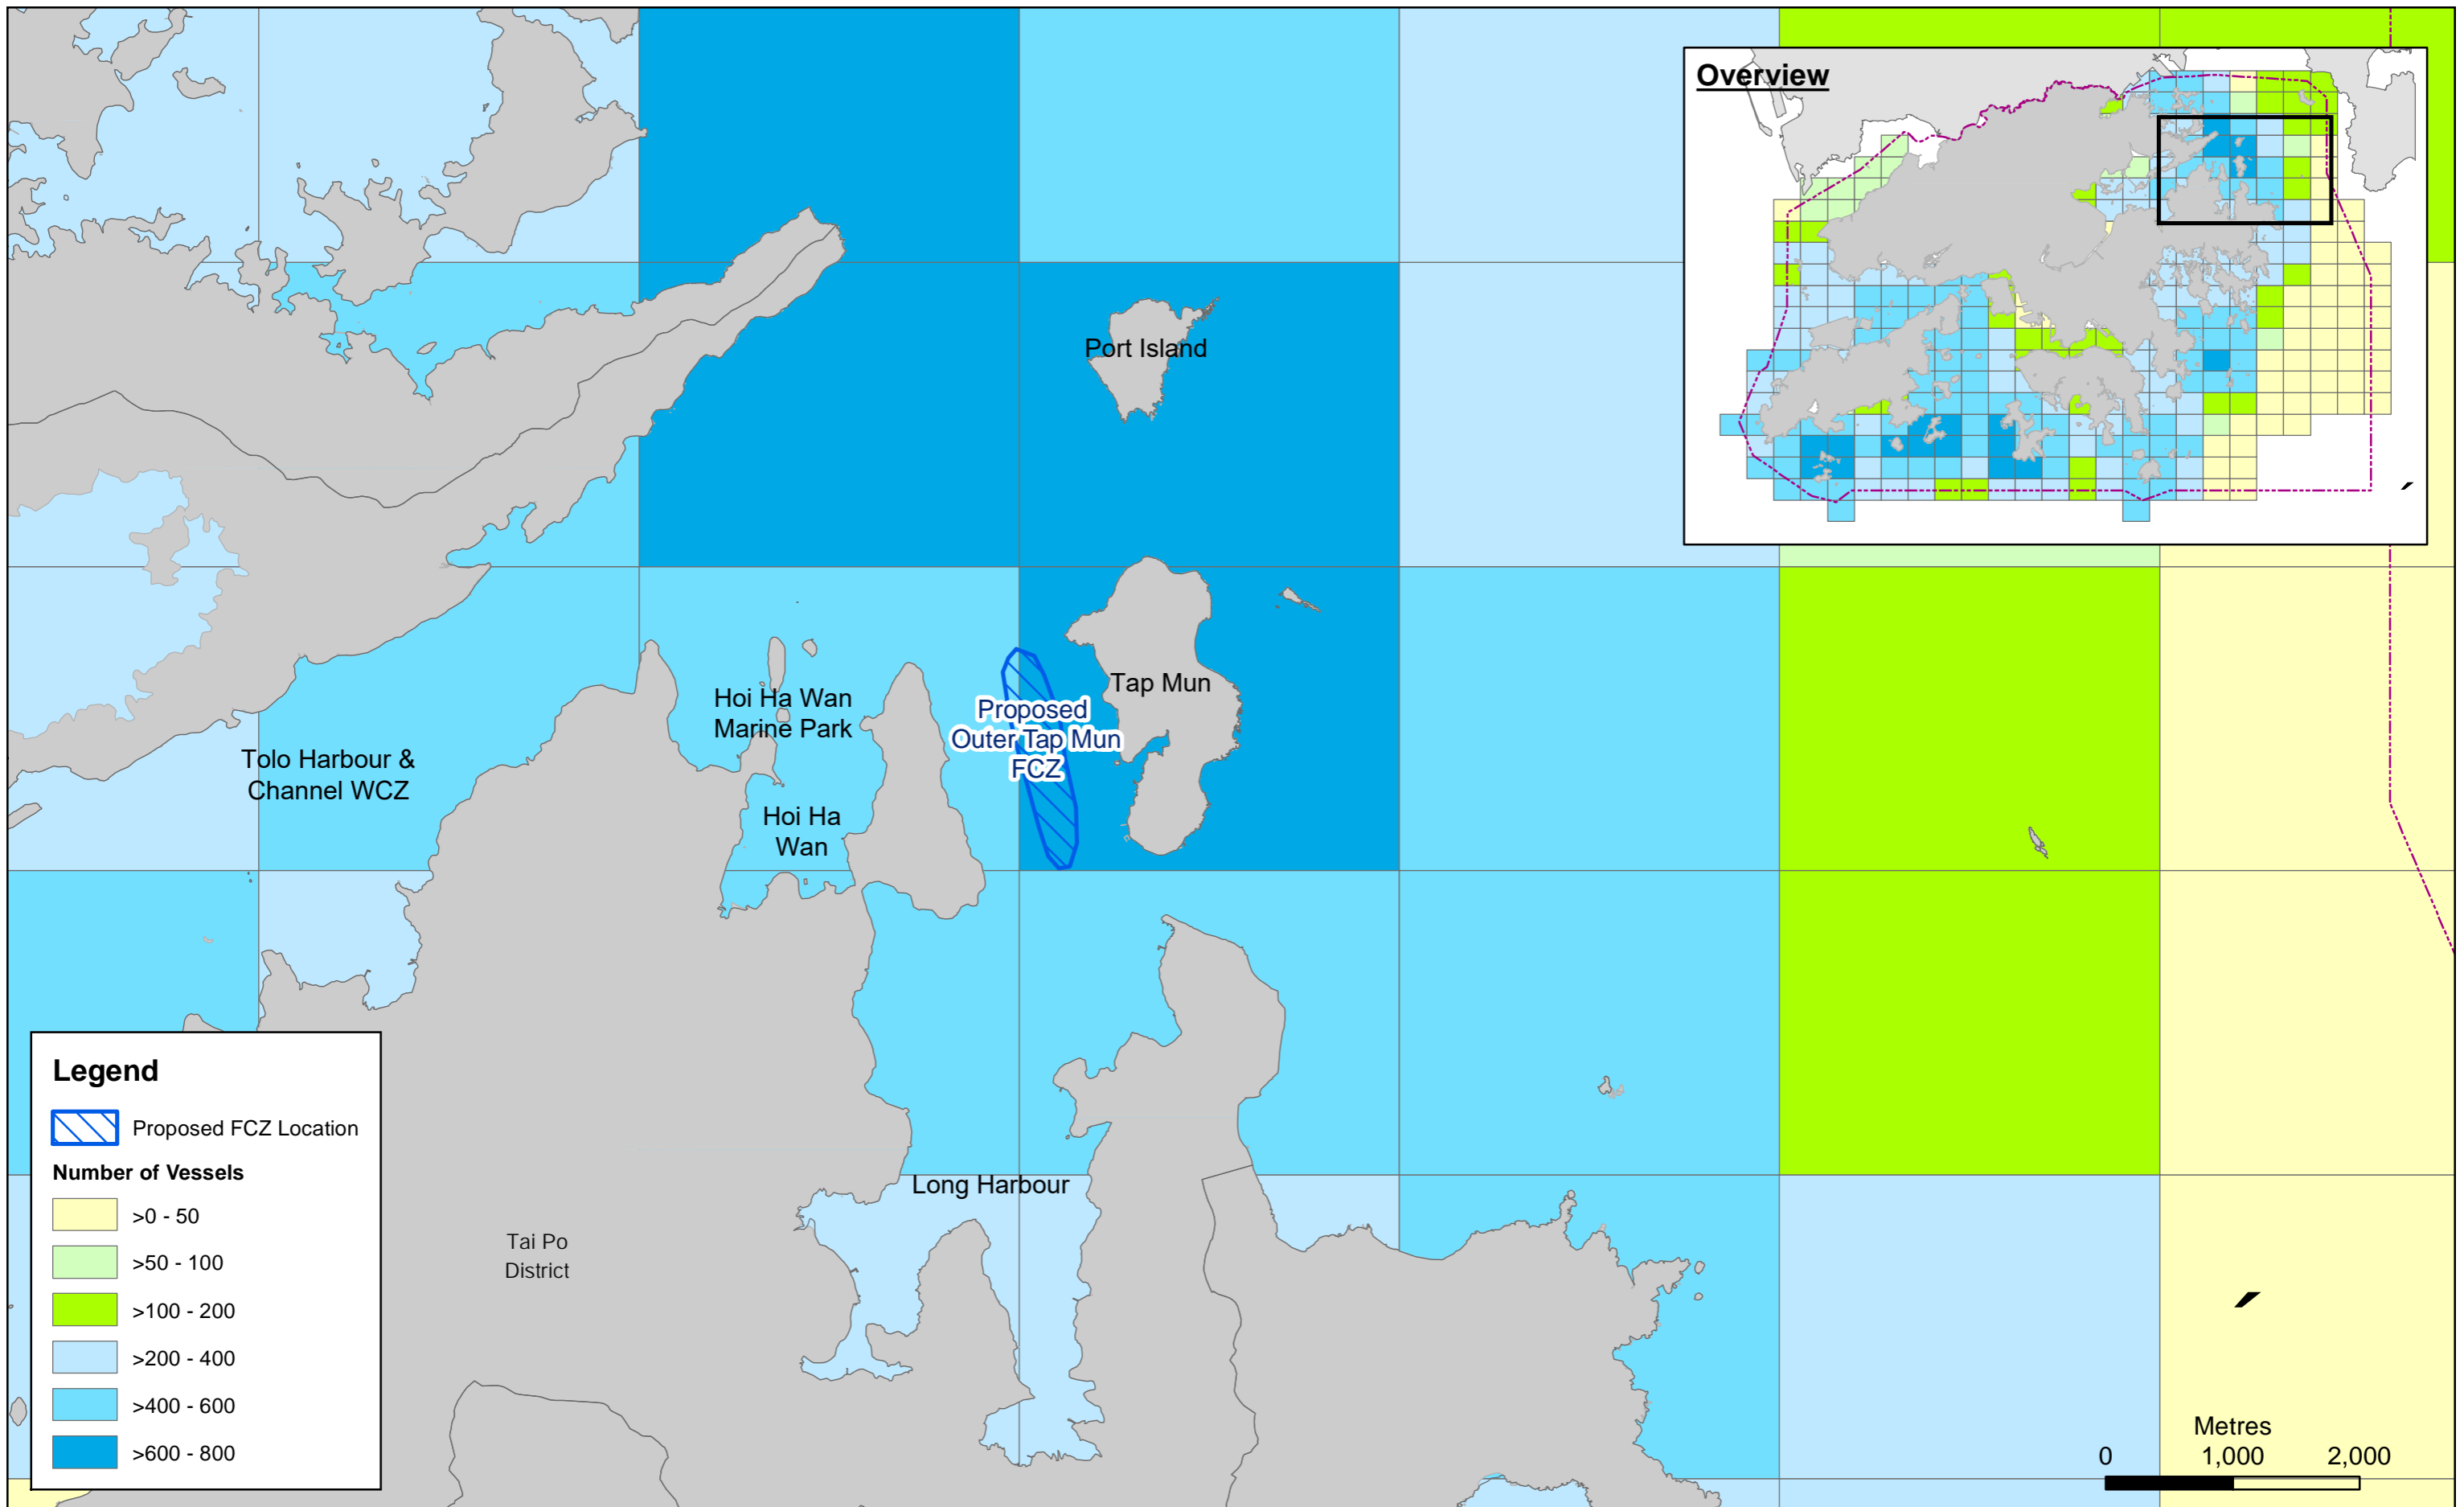 Overview
Port Island
Tap Mun
Hoi Ha Wan
Marine Park
Proposed
Outer Tap Mun
FCZ
Tolo Harbour &
Channel WCZ
Hoi Ha
Wan
Long Harbour
Tai Po
District
Legend
Proposed FCZ Location
Number of Vessels
>0 - 50
>50 - 100
>100 - 200
>200 - 400
>400 - 600
>600 - 800
Metres
0 1,000 2,000